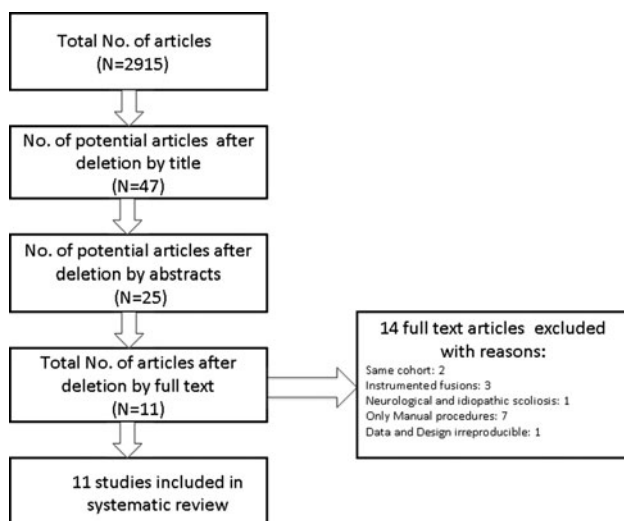 Total No. of articles
(N=2915)
No. of potential articles after
deletion by title
(N=47)
No. of potential articles after
deletion by abstracts
(N=25)
Total No. of articles after
deletion by full text
(N=11)
14 full text articles excluded
with reasons:
Same cohort: 2
Instrumented fusions: 3
Neurological and idiopathic scoliosis: 1
Only Manual procedures: 7
Data and Design irreproducible: 1
11 studies included in
systematic review